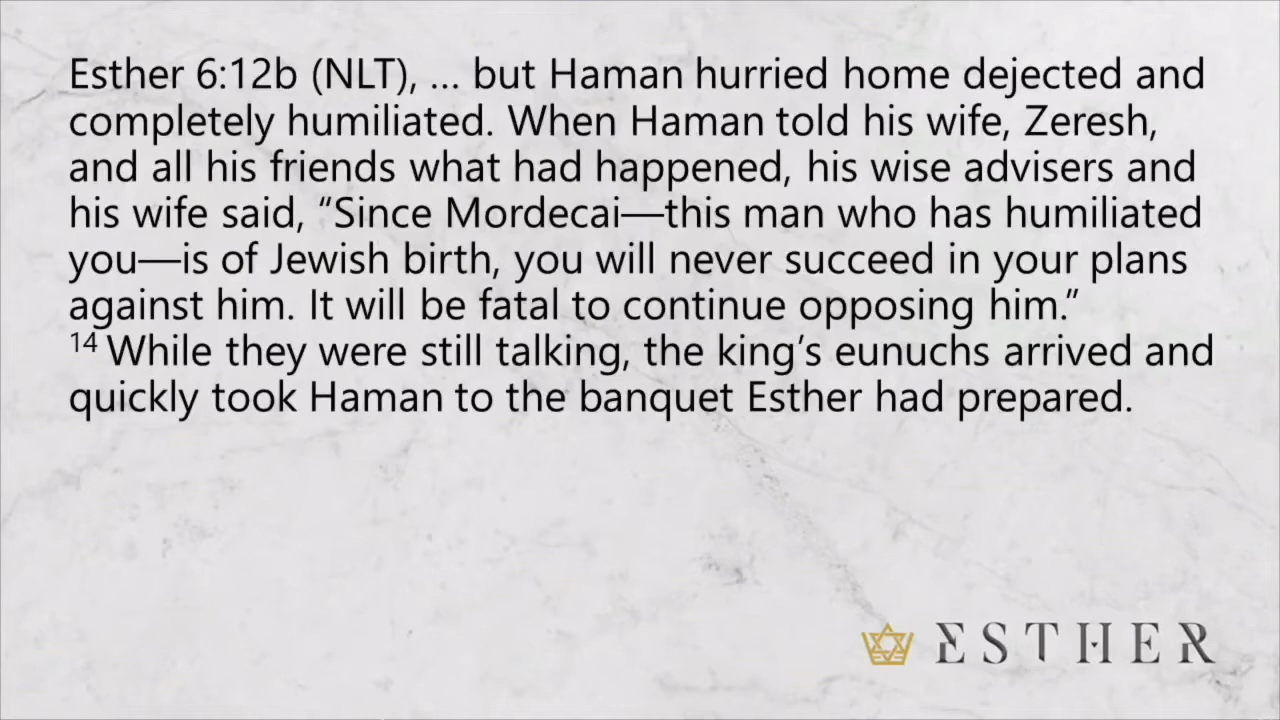 Esther 6:12b (NLT), … but Haman hurried home dejected and
completely humiliated. When Haman told his wife, Zeresh,
and all his friends what had happened, his wise advisers and
his wife said, “Since Mordecai—this man who has humiliated
you—is of Jewish birth, you will never succeed in your plans
against him. It will be fatal to continue opposing him.”
14 While they were still talking, the king’s eunuchs arrived and
quickly took Haman to the banquet Esther had prepared.
ESTHER